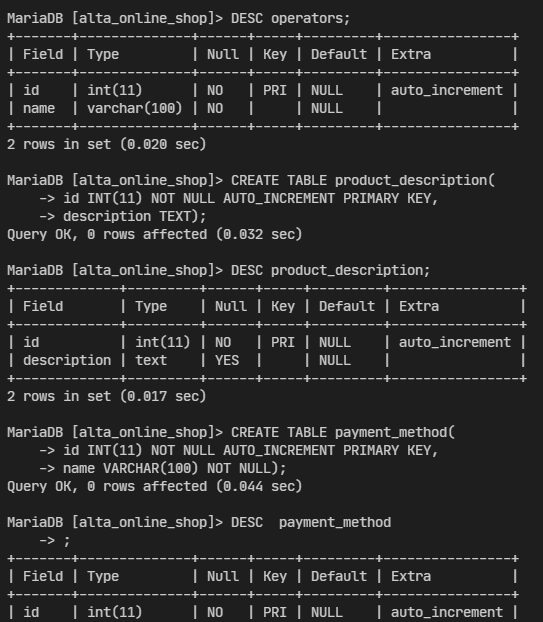 MariaDB [alta_online_shop]> DESC operators;
+-------+--------------+------+-----+---------+----------------+
| Field | Type         | Null | Key | Default | Extra          |
+-------+--------------+------+-----+---------+----------------+
| id    | int(11)      | NO   | PRI | NULL    | auto_increment |
| name  | varchar(100) | NO   |     | NULL    |                |
+-------+--------------+------+-----+---------+----------------+
2 rows in set (0.020 sec)

MariaDB [alta_online_shop]> CREATE TABLE product_description(
    -> id INT(11) NOT NULL AUTO_INCREMENT PRIMARY KEY,
    -> description TEXT);
Query OK, 0 rows affected (0.032 sec)

MariaDB [alta_online_shop]> DESC product_description;
+-------------+---------+------+-----+---------+----------------+
| Field       | Type    | Null | Key | Default | Extra          |
+-------------+---------+------+-----+---------+----------------+
| id          | int(11) | NO   | PRI | NULL    | auto_increment |
| description | text    | YES  |     | NULL    |                |
+-------------+---------+------+-----+---------+----------------+
2 rows in set (0.017 sec)

MariaDB [alta_online_shop]> CREATE TABLE payment_method(
    -> id INT(11) NOT NULL AUTO_INCREMENT PRIMARY KEY,
    -> name VARCHAR(100) NOT NULL);
Query OK, 0 rows affected (0.044 sec)

MariaDB [alta_online_shop]> DESC  payment_method
    -> ;
+-------+--------------+------+-----+---------+----------------+
| Field | Type         | Null | Key | Default | Extra          |
+-------+--------------+------+-----+---------+----------------+
| id    | int(11)      | NO   | PRI | NULL    | auto_increment |